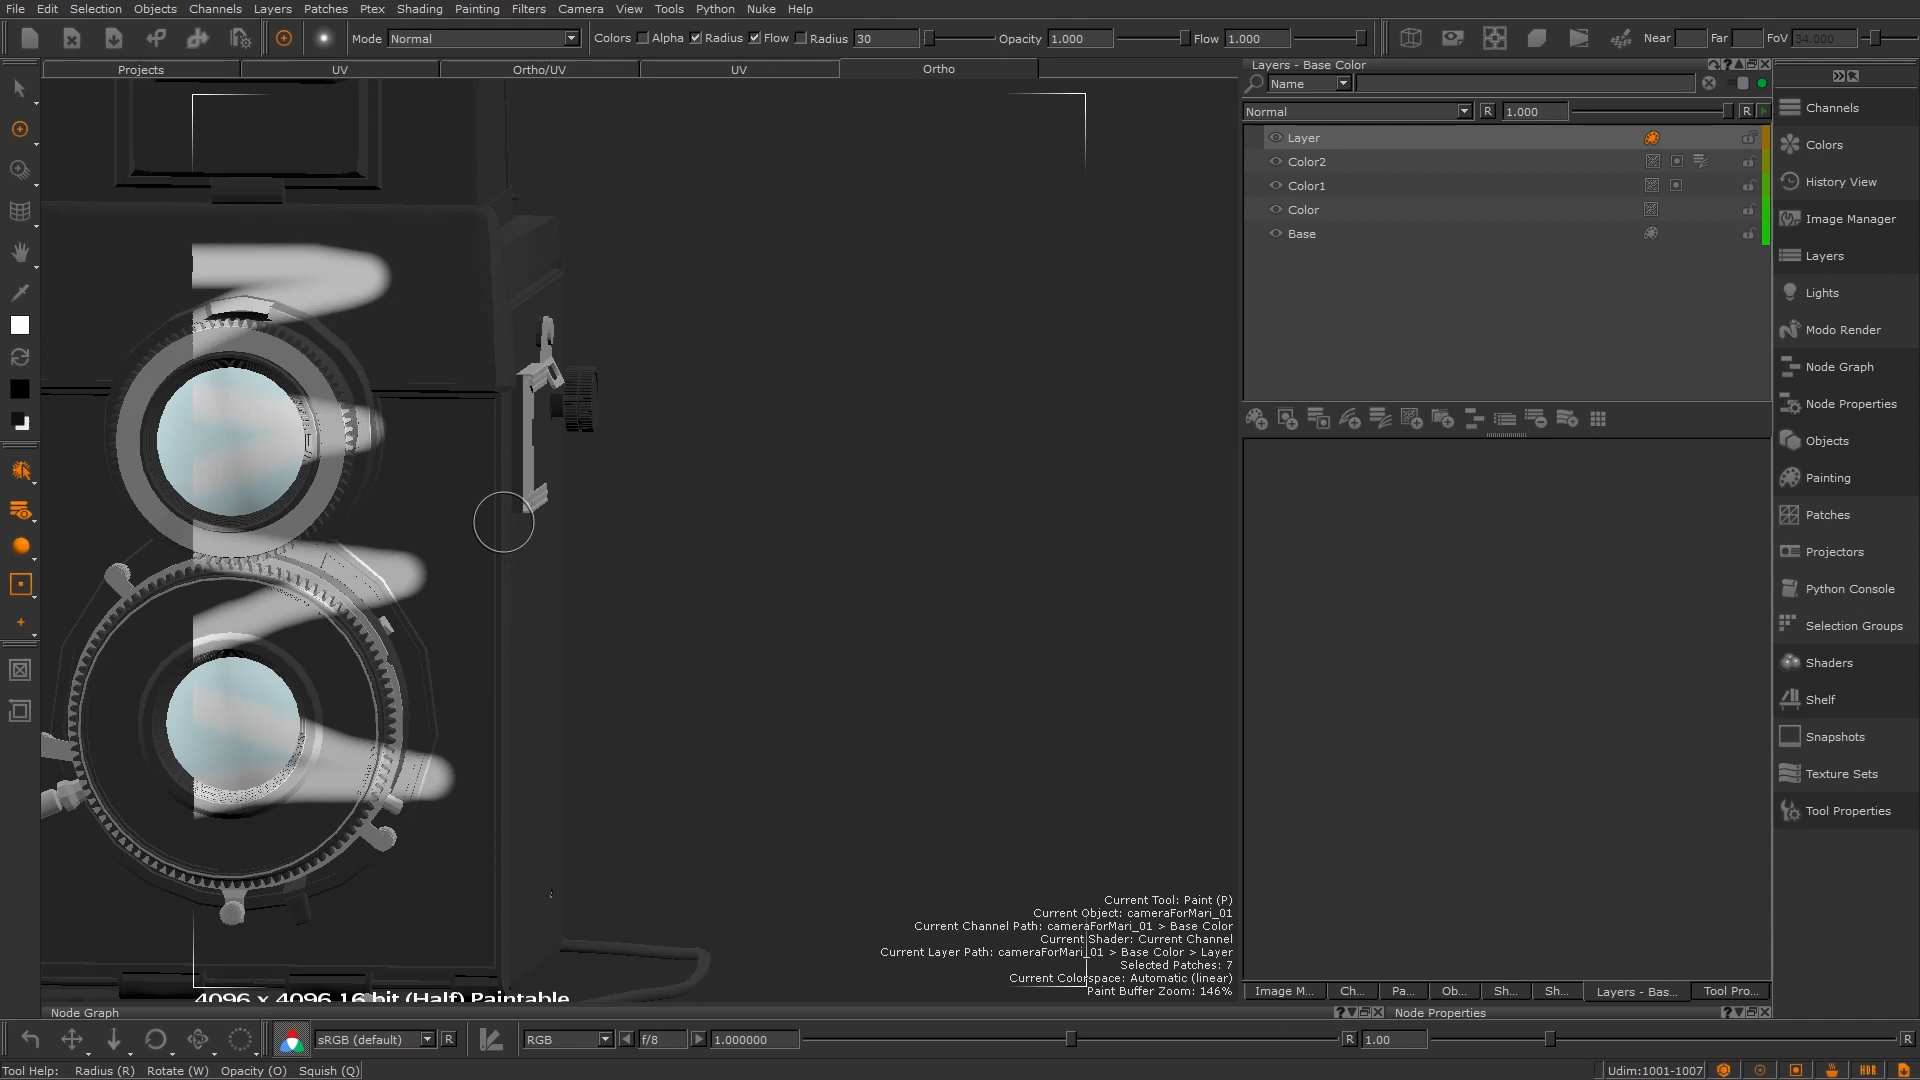 File Edit Selection Objects Channels Layers Patches Ptex Shading Painting Filters Camera View Tools Python Nuke Help
Mode Normal Colors Alpha Radius Flow Radius 30 Opacity 1.000 Flow 1.000 Near Far FoV 34.000
Projects UV Ortho/UV UV Ortho
Layers - Base Color
Name
Normal R 1.000 R
Layer
Color2
Color1
Color
Base
Channels
Colors
History View
Image Manager
Layers
Lights
Modo Render
Node Graph
Node Properties
Objects
Painting
Patches
Projectors
Python Console
Selection Groups
Shaders
Shelf
Snapshots
Texture Sets
Tool Properties
Current Tool: Paint (P)
Current Object: cameraForMari_01
Current Channel Path: cameraForMari_01 > Base Color
Current Shader: Current Channel
Current Layer Path: cameraForMari_01 > Base Color > Layer
Selected Patches: 7
Current Colorspace: Automatic (linear)
Paint Buffer Zoom: 146%
4096 x 4096 16 bit (Half) Paintable
Image M... Ch... Pa... Ob... Sh... Sh... Layers - Bas... Tool Pro...
Node Graph Node Properties
sRGB (default) R RGB f/8 1.000000 R 1.00 R
Tool Help: Radius (R) Rotate (W) Opacity (O) Squish (Q) Udim:1001-1007 HDR